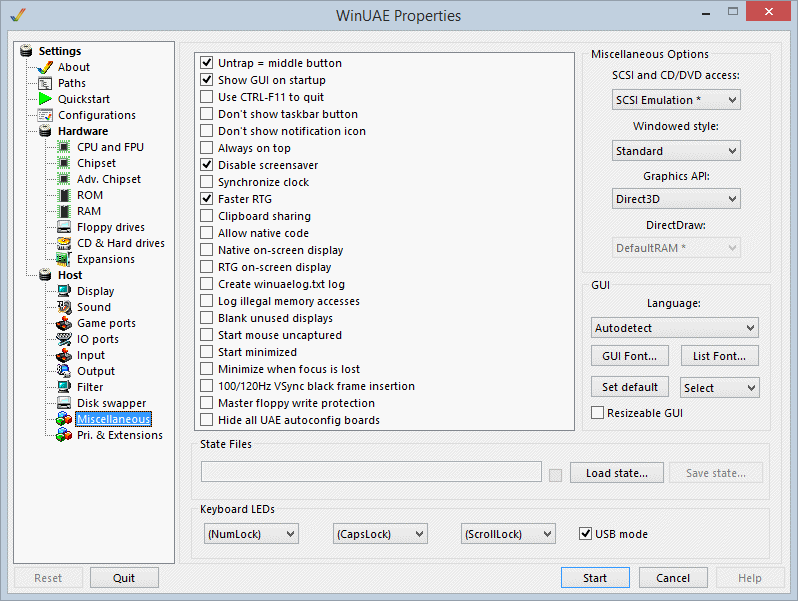 WinUAE Properties
Settings
About
Paths
Quickstart
Configurations
Hardware
CPU and FPU
Chipset
Adv. Chipset
ROM
RAM
Floppy drives
CD & Hard drives
Expansions
Host
Display
Sound
Game ports
IO ports
Input
Output
Filter
Disk swapper
Miscellaneous
Pri. & Extensions
Untrap = middle button
Show GUI on startup
Use CTRL-F11 to quit
Don't show taskbar button
Don't show notification icon
Always on top
Disable screensaver
Synchronize clock
Faster RTG
Clipboard sharing
Allow native code
Native on-screen display
RTG on-screen display
Create winuaelog.txt log
Log illegal memory accesses
Blank unused displays
Start mouse uncaptured
Start minimized
Minimize when focus is lost
100/120Hz VSync black frame insertion
Master floppy write protection
Hide all UAE autoconfig boards
Miscellaneous Options
SCSI and CD/DVD access:
SCSI Emulation *
Windowed style:
Standard
Graphics API:
Direct3D
DirectDraw:
DefaultRAM *
GUI
Language:
Autodetect
GUI Font... List Font...
Set default Select
Resizeable GUI
State Files
Load state... Save state...
Keyboard LEDs
(NumLock) (CapsLock) (ScrollLock) USB mode
Reset Quit Start Cancel Help